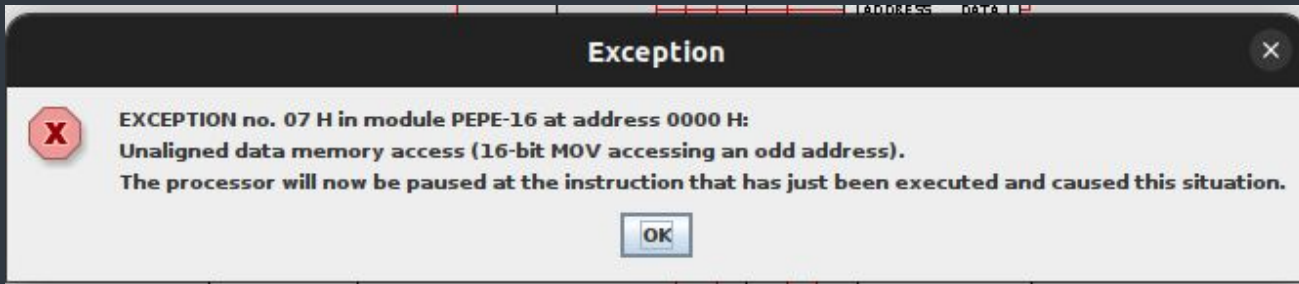 ADDRESS DATA
Exception
EXCEPTION no. 07 H in module PEPE-16 at address 0000 H:
Unaligned data memory access (16-bit MOV accessing an odd address).
The processor will now be paused at the instruction that has just been executed and caused this situation.
OK